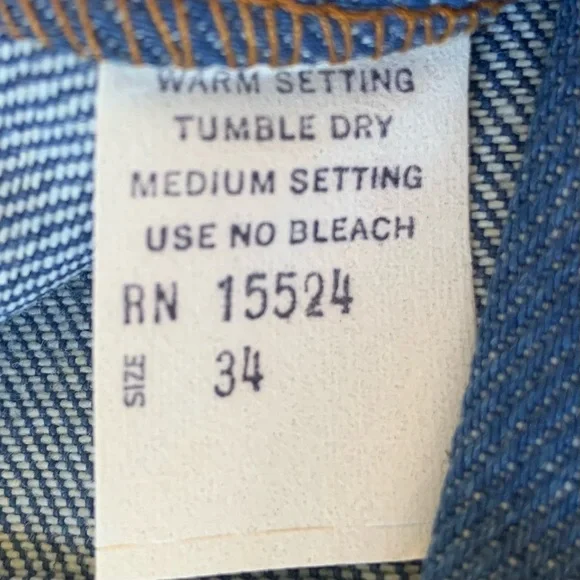 WARM SETTING
TUMBLE DRY
MEDIUM SETTING
USE NO BLEACH
RN 15524
SIZE 34